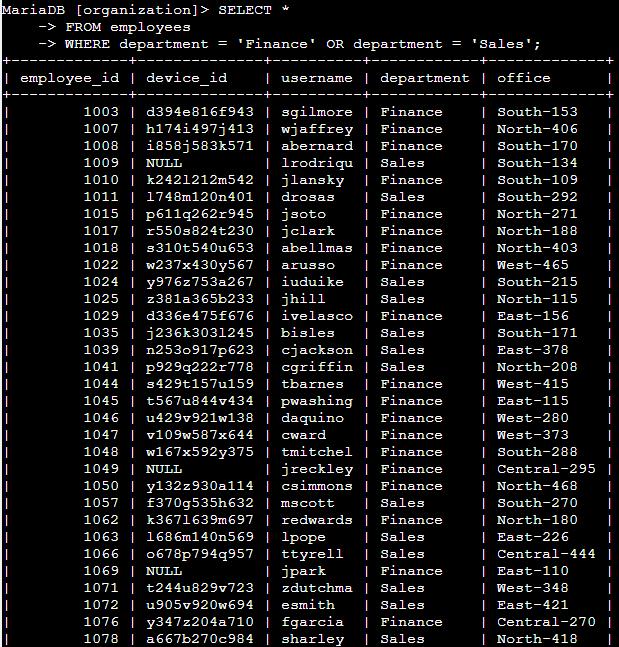 MariaDB [organization]> SELECT *
    -> FROM employees
    -> WHERE department = 'Finance' OR department = 'Sales';
+-------------+--------------+----------+------------+-------------+
| employee_id | device_id    | username | department | office      |
+-------------+--------------+----------+------------+-------------+
|        1003 | d394e816f943 | sgilmore | Finance    | South-153   |
|        1007 | h174i497j413 | wjaffrey | Finance    | North-406   |
|        1008 | i858j583k571 | abernard | Finance    | South-170   |
|        1009 | NULL         | lrodriqu | Sales      | South-134   |
|        1010 | k242l212m542 | jlansky  | Finance    | South-109   |
|        1011 | l748m120n401 | drosas   | Sales      | South-292   |
|        1015 | p611q262r945 | jsoto    | Finance    | North-271   |
|        1017 | r550s824t230 | jclark   | Finance    | North-188   |
|        1018 | s310t540u653 | abellmas | Finance    | North-403   |
|        1022 | w237x430y567 | arusso   | Finance    | West-465    |
|        1024 | y976z753a267 | iuduike  | Sales      | South-215   |
|        1025 | z381a365b233 | jhill    | Sales      | North-115   |
|        1029 | d336e475f676 | ivelasco | Finance    | East-156    |
|        1035 | j236k303l245 | bisles   | Sales      | South-171   |
|        1039 | n253o917p623 | cjackson | Sales      | East-378    |
|        1041 | p929q222r778 | cgriffin | Sales      | North-208   |
|        1044 | s429t157u159 | tbarnes  | Finance    | West-415    |
|        1045 | t567u844v434 | pwashing | Finance    | East-115    |
|        1046 | u429v921w138 | daquino  | Finance    | West-280    |
|        1047 | v109w587x644 | cward    | Finance    | West-373    |
|        1048 | w167x592y375 | tmitchel | Finance    | South-288   |
|        1049 | NULL         | jreckley | Finance    | Central-295 |
|        1050 | y132z930a114 | csimmons | Finance    | North-468   |
|        1057 | f370g535h632 | mscott   | Sales      | South-270   |
|        1062 | k367l639m697 | redwards | Finance    | North-180   |
|        1063 | l686m140n569 | lpope    | Sales      | East-226    |
|        1066 | o678p794q957 | ttyrell  | Sales      | Central-444 |
|        1069 | NULL         | jpark    | Finance    | East-110    |
|        1071 | t244u829v723 | zdutchma | Sales      | West-348    |
|        1072 | u905v920w694 | esmith   | Sales      | East-421    |
|        1076 | y347z204a710 | fgarcia  | Finance    | Central-270 |
|        1078 | a667b270c984 | sharley  | Sales      | North-418   |